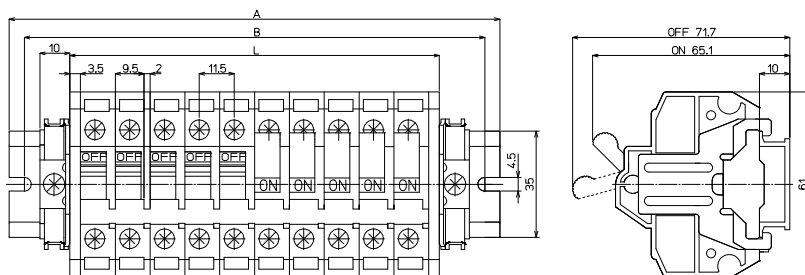 A
B
L
10
3.5
9.5
2
11.5
OFF
OFF
OFF
OFF
OFF
ON
ON
ON
ON
ON
4.5
35
OFF 71.7
ON 65.1
10
61